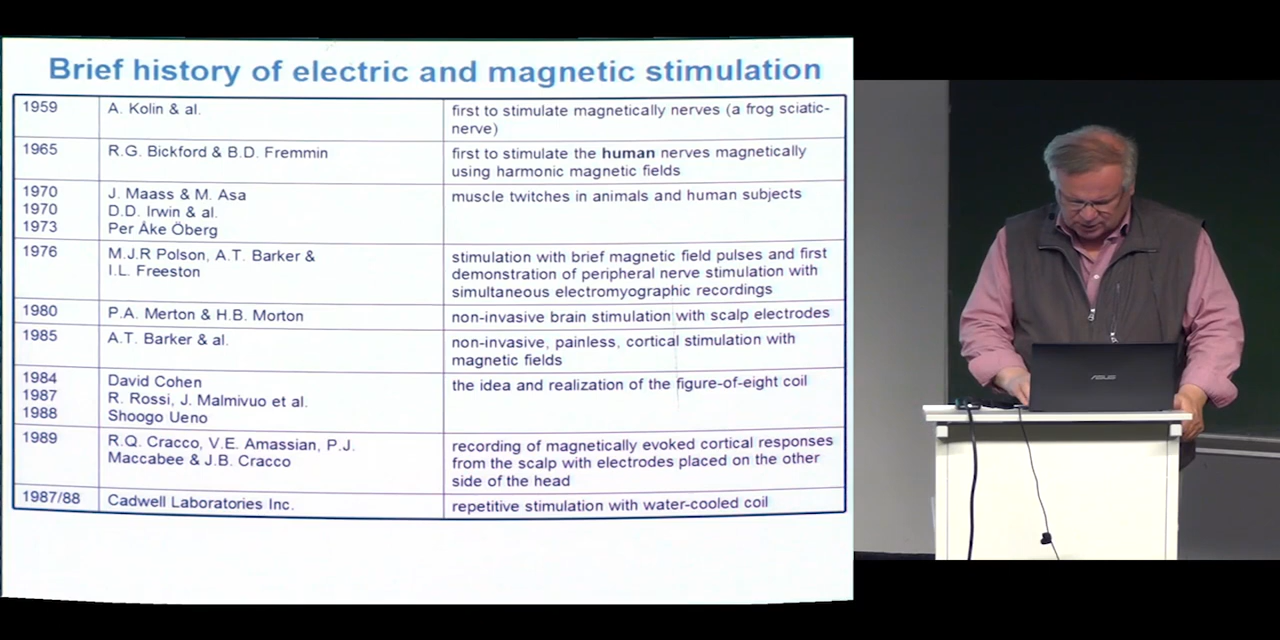 Brief history of electric and magnetic stimulation
1959 A. Kolin & al. first to stimulate magnetically nerves (a frog sciatic-
nerve)
1965 R.G. Bickford & B.D. Fremmin first to stimulate the human nerves magnetically
using harmonic magnetic fields
1970 J. Maass & M. Asa muscle twitches in animals and human subjects
1970 D.D. Irwin & al.
1973 Per Åke Öberg
1976 M.J.R Polson, A.T. Barker & stimulation with brief magnetic field pulses and first
I.L. Freeston demonstration of peripheral nerve stimulation with
simultaneous electromyographic recordings
1980 P.A. Merton & H.B. Morton non-invasive brain stimulation with scalp electrodes
1985 A.T. Barker & al. non-invasive, painless, cortical stimulation with
magnetic fields
1984 David Cohen the idea and realization of the figure-of-eight coil
1987 R. Rossi, J. Malmivuo et al.
1988 Shoogo Ueno
1989 R.Q. Cracco, V.E. Amassian, P.J. recording of magnetically evoked cortical responses
Maccabee & J.B. Cracco from the scalp with electrodes placed on the other
side of the head
1987/88 Cadwell Laboratories Inc. repetitive stimulation with water-cooled coil
ASUS